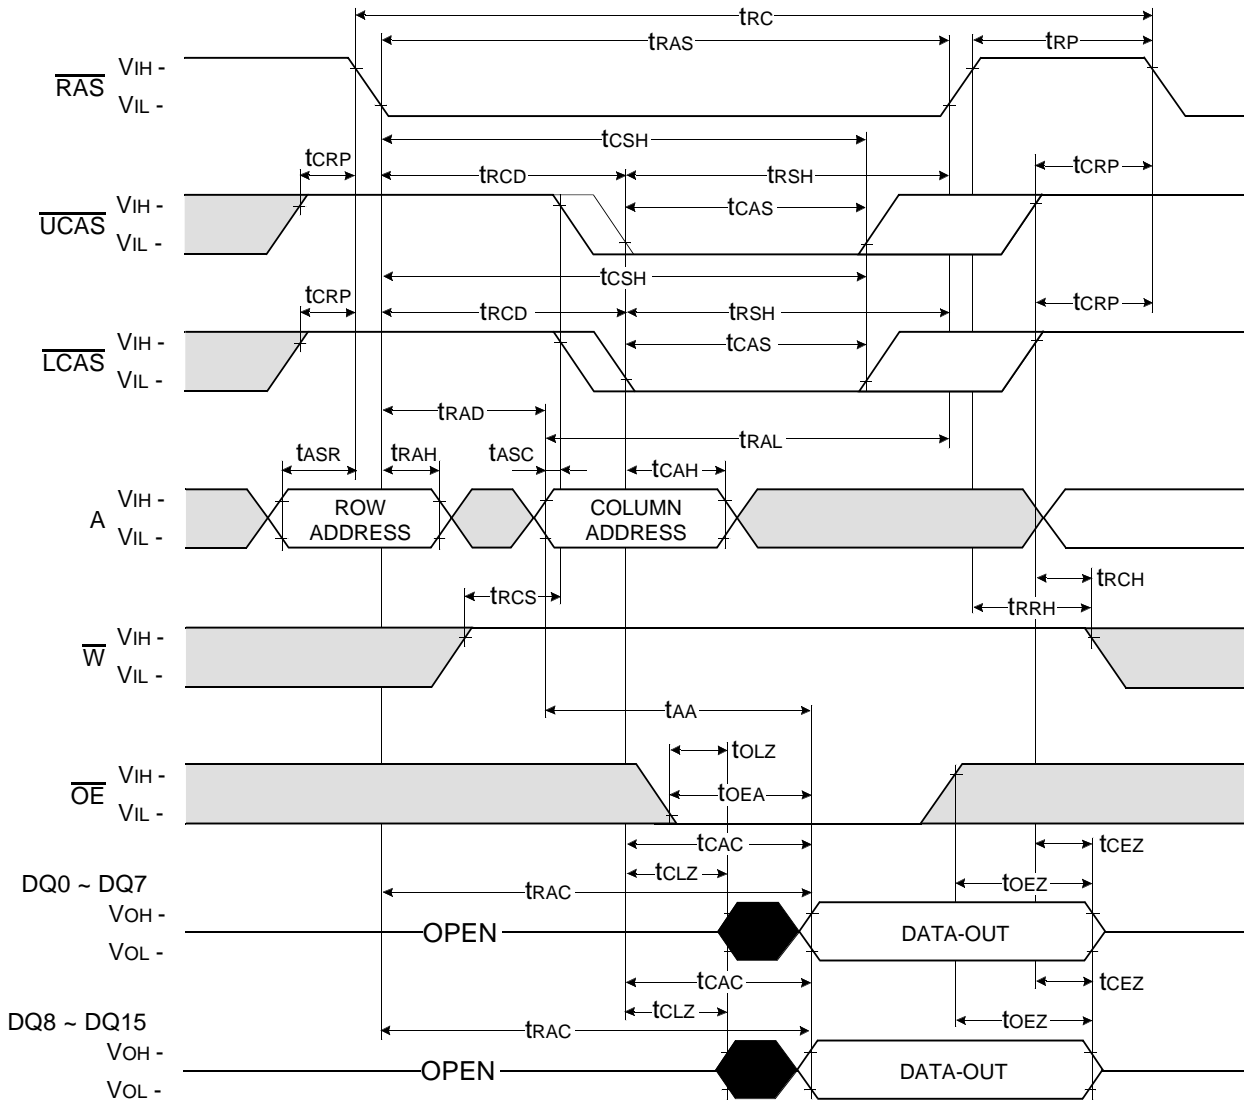 tRC
tRAS
tRP
RAS
VIH -
VIL -
tCSH
tCRP
tRCD
tRSH
tCRP
UCAS
VIH -
VIL -
tCAS
tCSH
tCRP
tRCD
tRSH
tCRP
LCAS
VIH -
VIL -
tCAS
tRAD
tRAL
tASR
tRAH
tASC
tCAH
A
VIH -
VIL -
ROW
ADDRESS
COLUMN
ADDRESS
tRCS
tRCH
tRRH
W
VIH -
VIL -
tAA
tOLZ
OE
VIH -
VIL -
tOEA
tCAC
tCEZ
tCLZ
tOEZ
tRAC
DQ0 ~ DQ7
VOH -
VOL -
OPEN
DATA-OUT
tCAC
tCEZ
tCLZ
tOEZ
tRAC
DQ8 ~ DQ15
VOH -
VOL -
OPEN
DATA-OUT